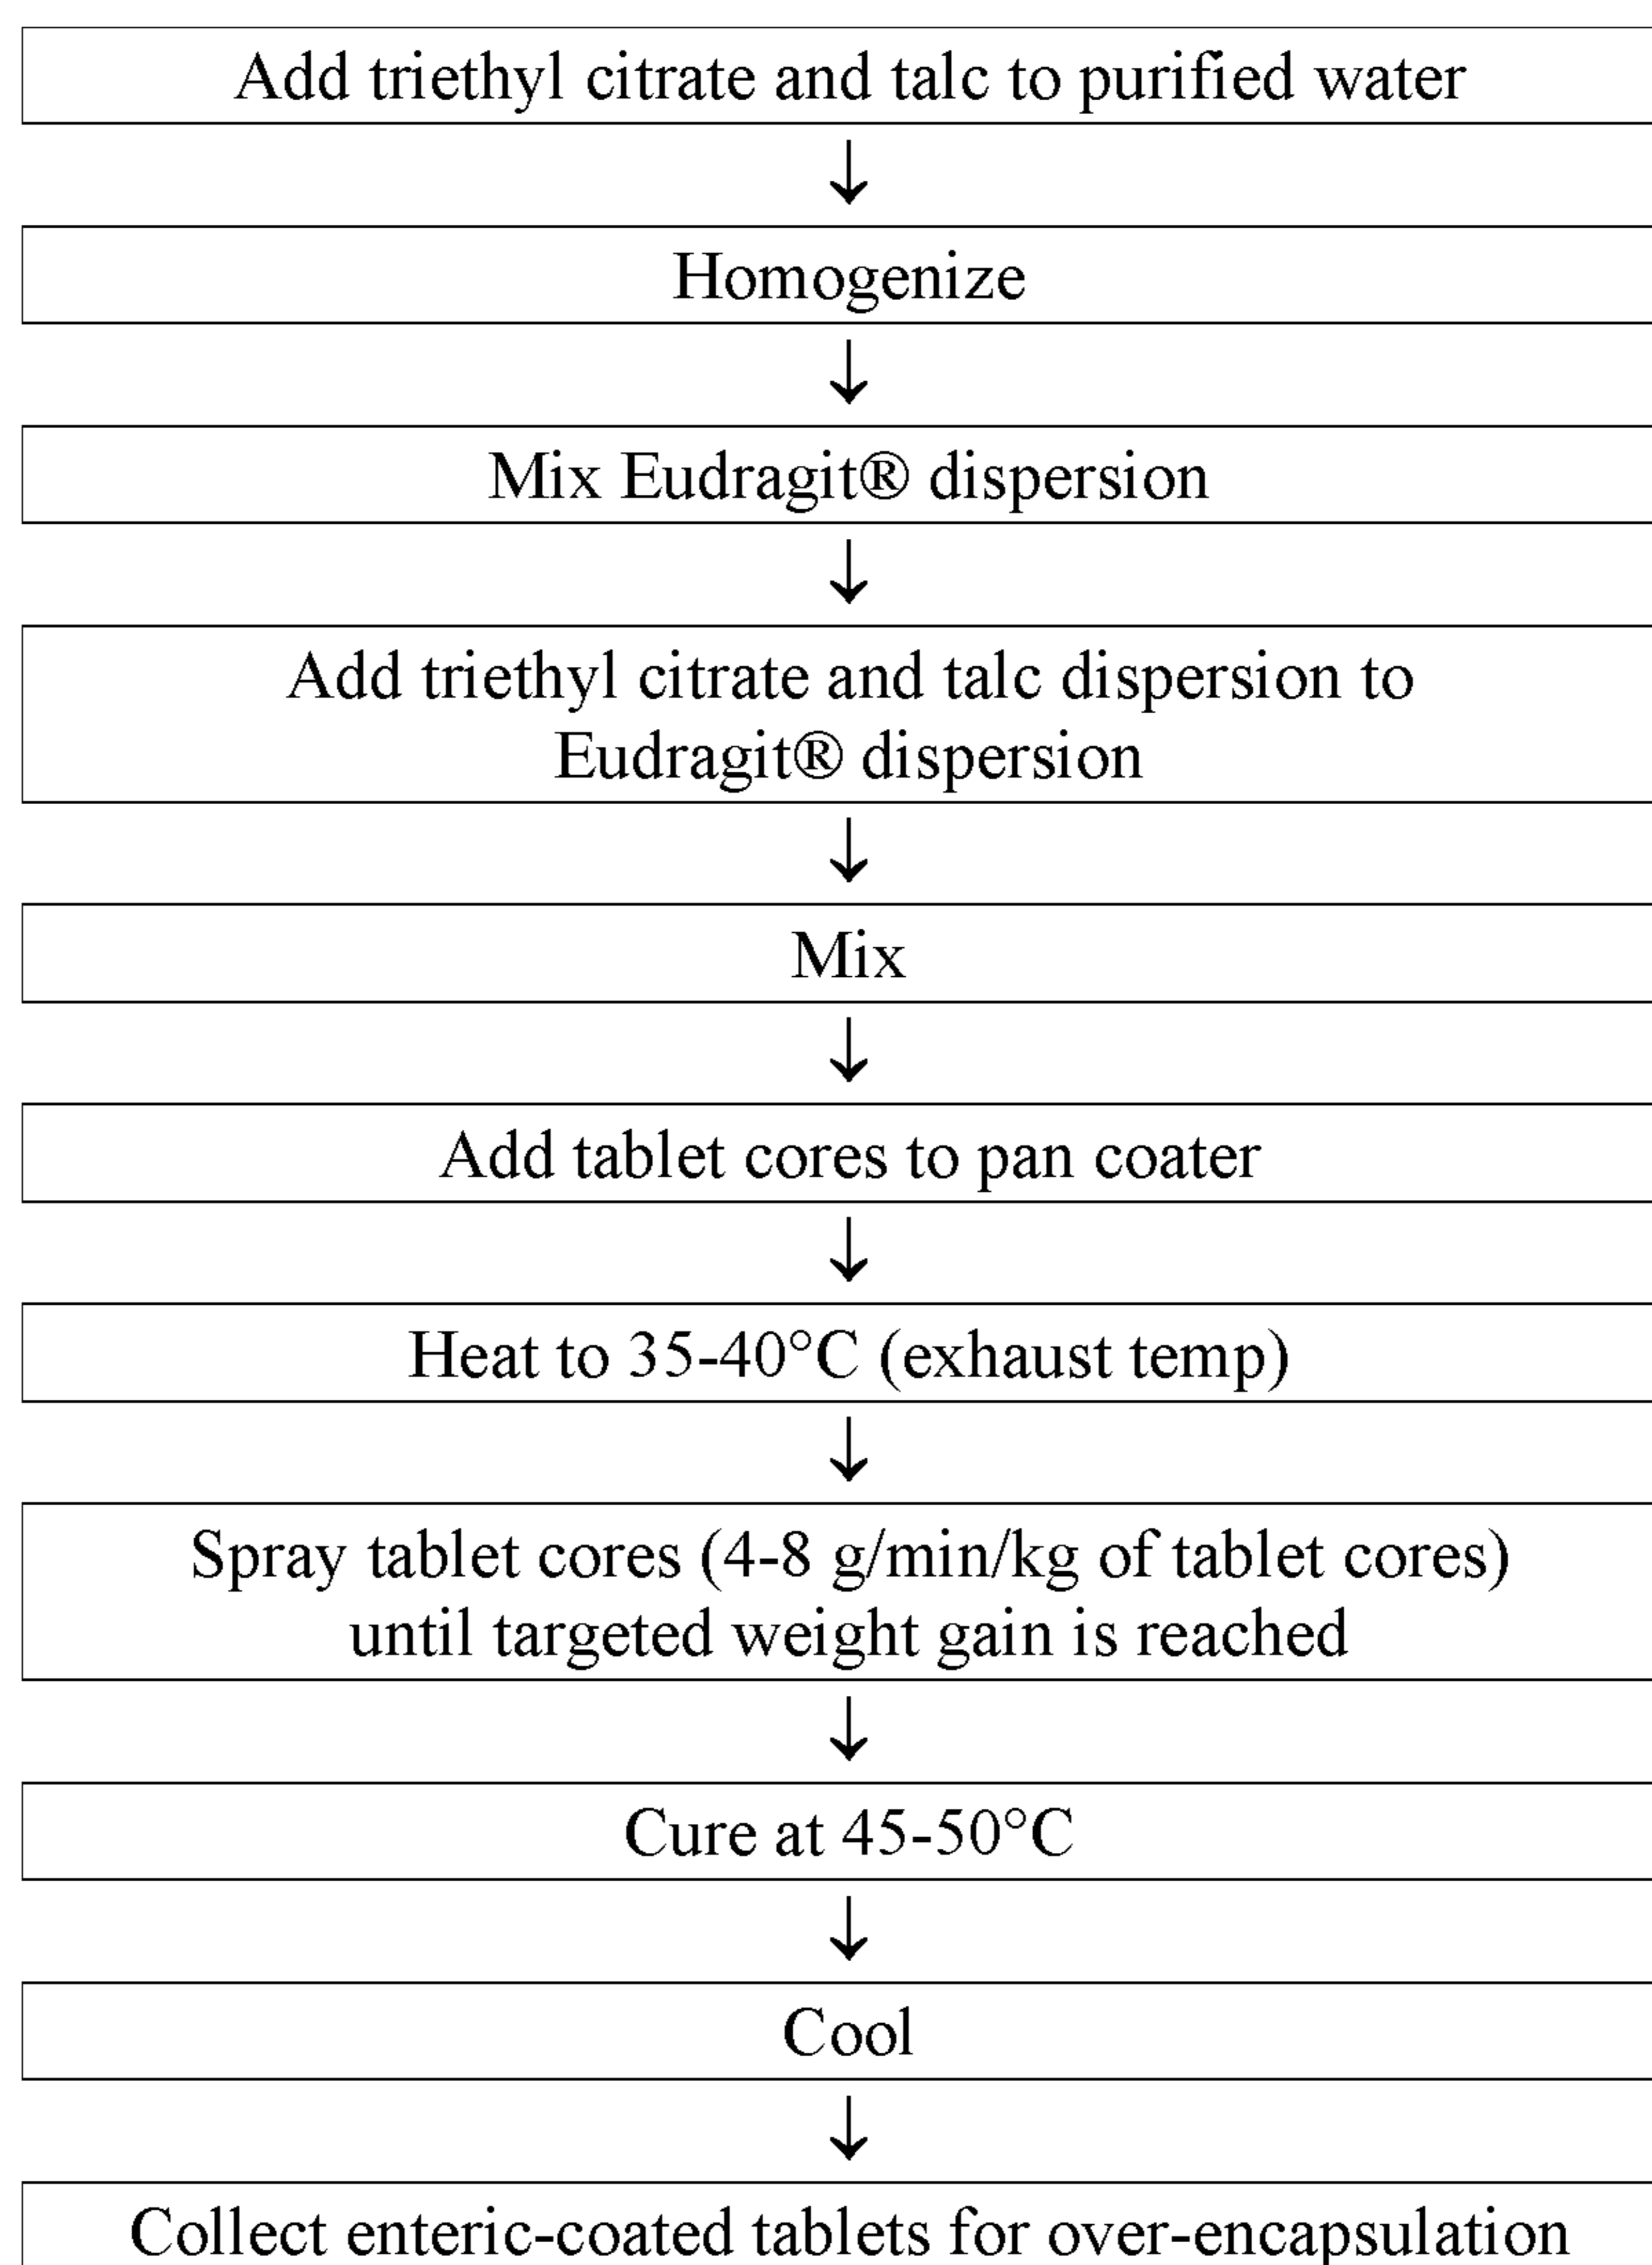 Add triethyl citrate and talc to purified water
Homogenize
Mix Eudragit® dispersion
Add triethyl citrate and talc dispersion to
Eudragit® dispersion
Mix
Add tablet cores to pan coater
Heat to 35-40°C (exhaust temp)
Spray tablet cores (4-8 g/min/kg of tablet cores)
until targeted weight gain is reached
Cure at 45-50°C
Cool
Collect enteric-coated tablets for over-encapsulation